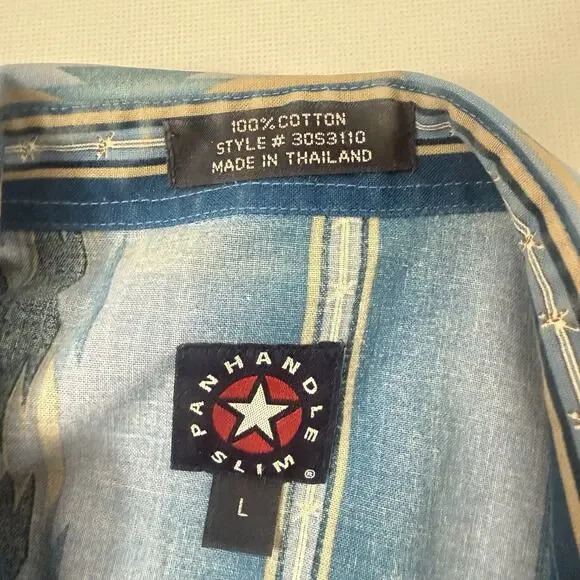 100% COTTON
STYLE # 30S3110
MADE IN THAILAND
PANHANDLE
SLIM ®
L